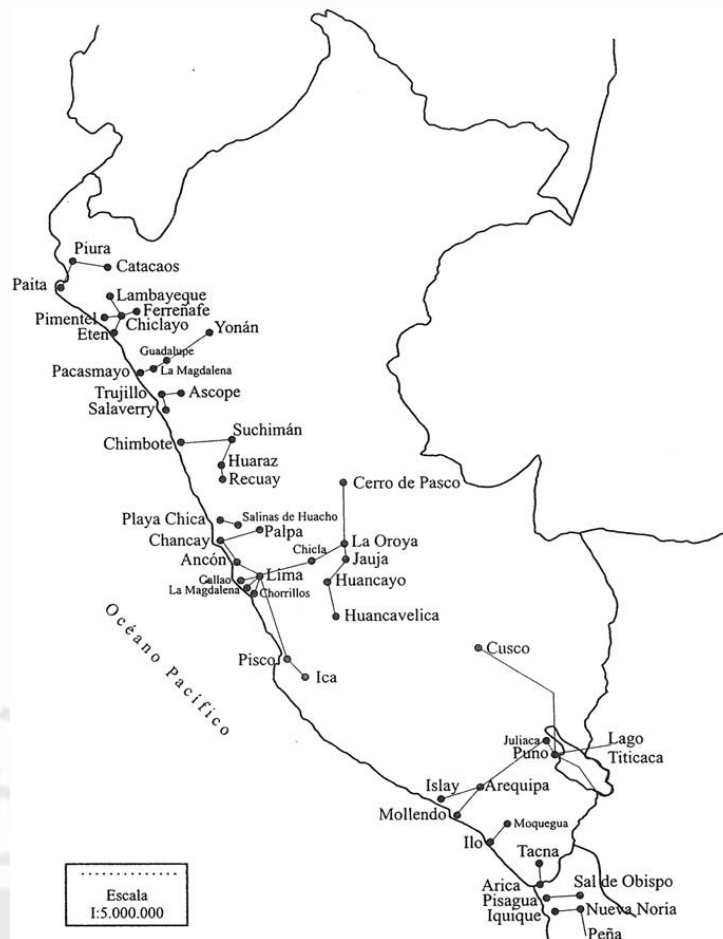 Piura
Catacaos
Paita
Lambayeque
Ferreñafe
Pimentel
Chiclayo
Eten
Yonán
Guadalupe
La Magdalena
Pacasmayo
Trujillo
Ascope
Salaverry
Suchimán
Chimbote
Huaraz
Recuay
Cerro de Pasco
Playa Chica
Salinas de Huacho
Palpa
Chancay
La Oroya
Chicla
Jauja
Ancón
Lima
Callao
Huancayo
La Magdalena
Chorrillos
Huancavelica
Océano Pacífico
Cusco
Pisco
Ica
Juliaca
Lago
Puno
Titicaca
Islay
Arequipa
Mollendo
Moquegua
Ilo
Tacna
Arica
Sal de Obispo
Pisagua
Iquique
Nueva Noria
Peña
Escala
I:5.000.000